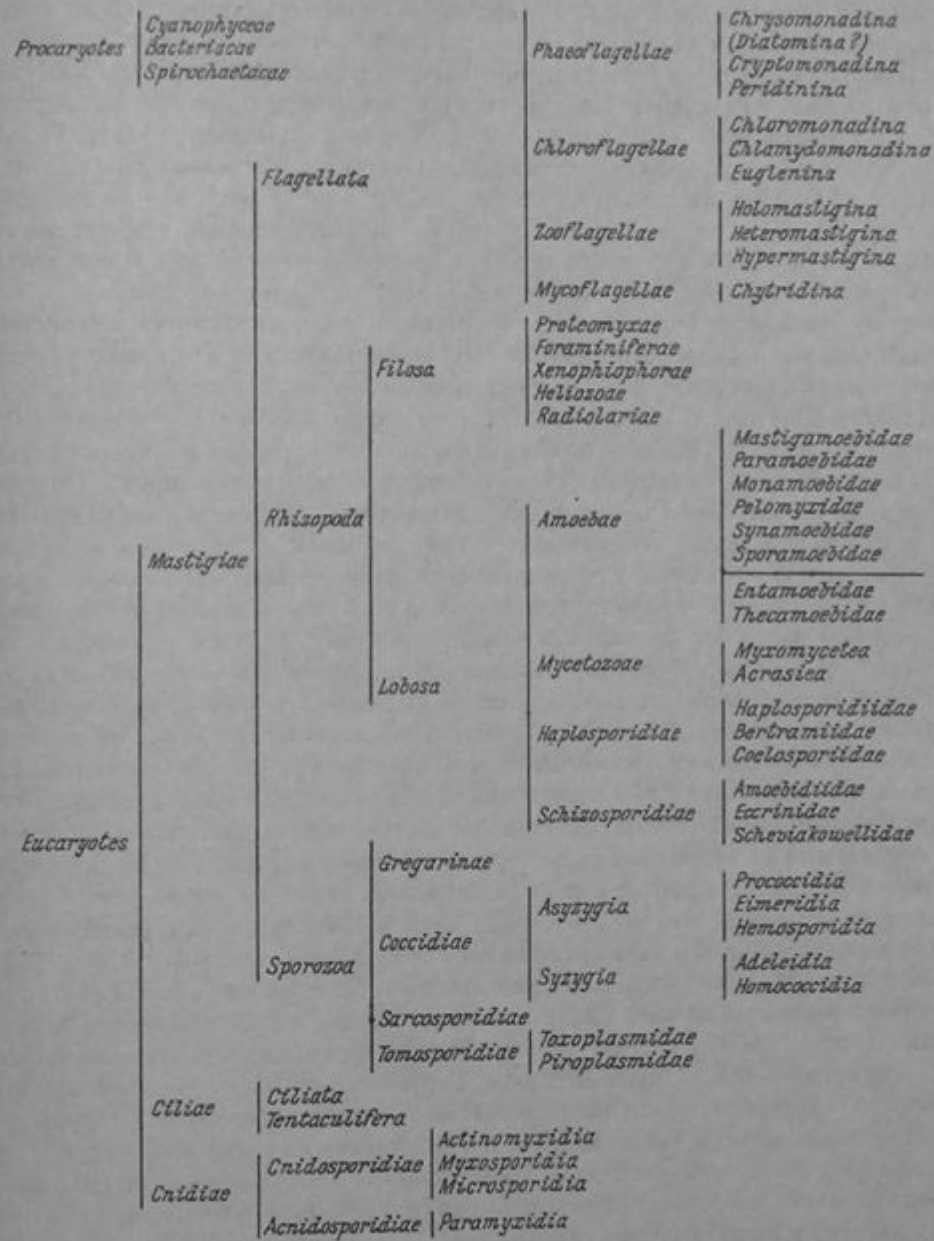 Procaryotes
Cyanophyceae
Bacteriacae
Spirochaetacae
Eucaryotes
Mastigiae
Flagellata
Phaeoflagellae
Chrysomonadina
(Diatomina?)
Cryptomonadina
Peridinina
Chloroflagellae
Chloromonadina
Chlamydomonadina
Euglenina
Zooflagellae
Holomastigina
Heteromastigina
Hypermastigina
Mycoflagellae
Chytridina
Rhizopoda
Filosa
Proteomyxae
Foraminiferae
Xenophiophorae
Heliozoae
Radiolariae
Lobosa
Amoebae
Mastigamoebidae
Paramoebidae
Monamoebidae
Pelomyxidae
Synamoebidae
Sporamoebidae
Entamoebidae
Thecamoebidae
Mycetozoae
Myxomycetea
Acrasiea
Haplosporidiae
Haplosporidiidae
Bertramiidae
Coelosporiidae
Schizosporidiae
Amoebidiidae
Eccrinidae
Scheviakowellidae
Sporozoa
Gregarinae
Coccidiae
Asyzygia
Prococcidia
Eimeridia
Hemosporidia
Syzygia
Adeleidia
Homococcidia
Sarcosporidiae
Tomosporidiae
Toxoplasmidae
Piroplasmidae
Ciliae
Ciliata
Tentaculifera
Cnidiae
Cnidosporidiae
Actinomyxidia
Myxosporidia
Microsporidia
Acnidosporidiae
Paramyxidia